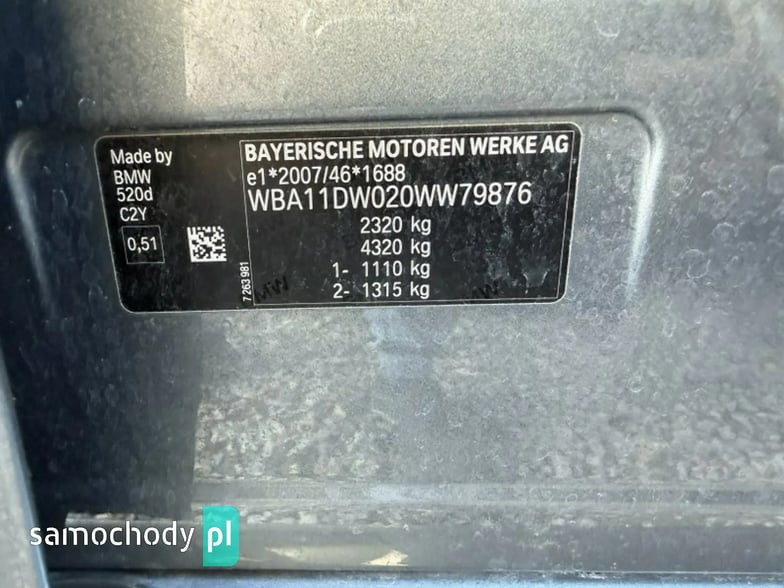 Made by
BMW
520d
C2Y
0,51
7 263 981
BAYERISCHE MOTOREN WERKE AG
e1*2007/46*1688
WBA11DW020WW79876
2320 kg
4320 kg
1- 1110 kg
2- 1315 kg
samochody pl